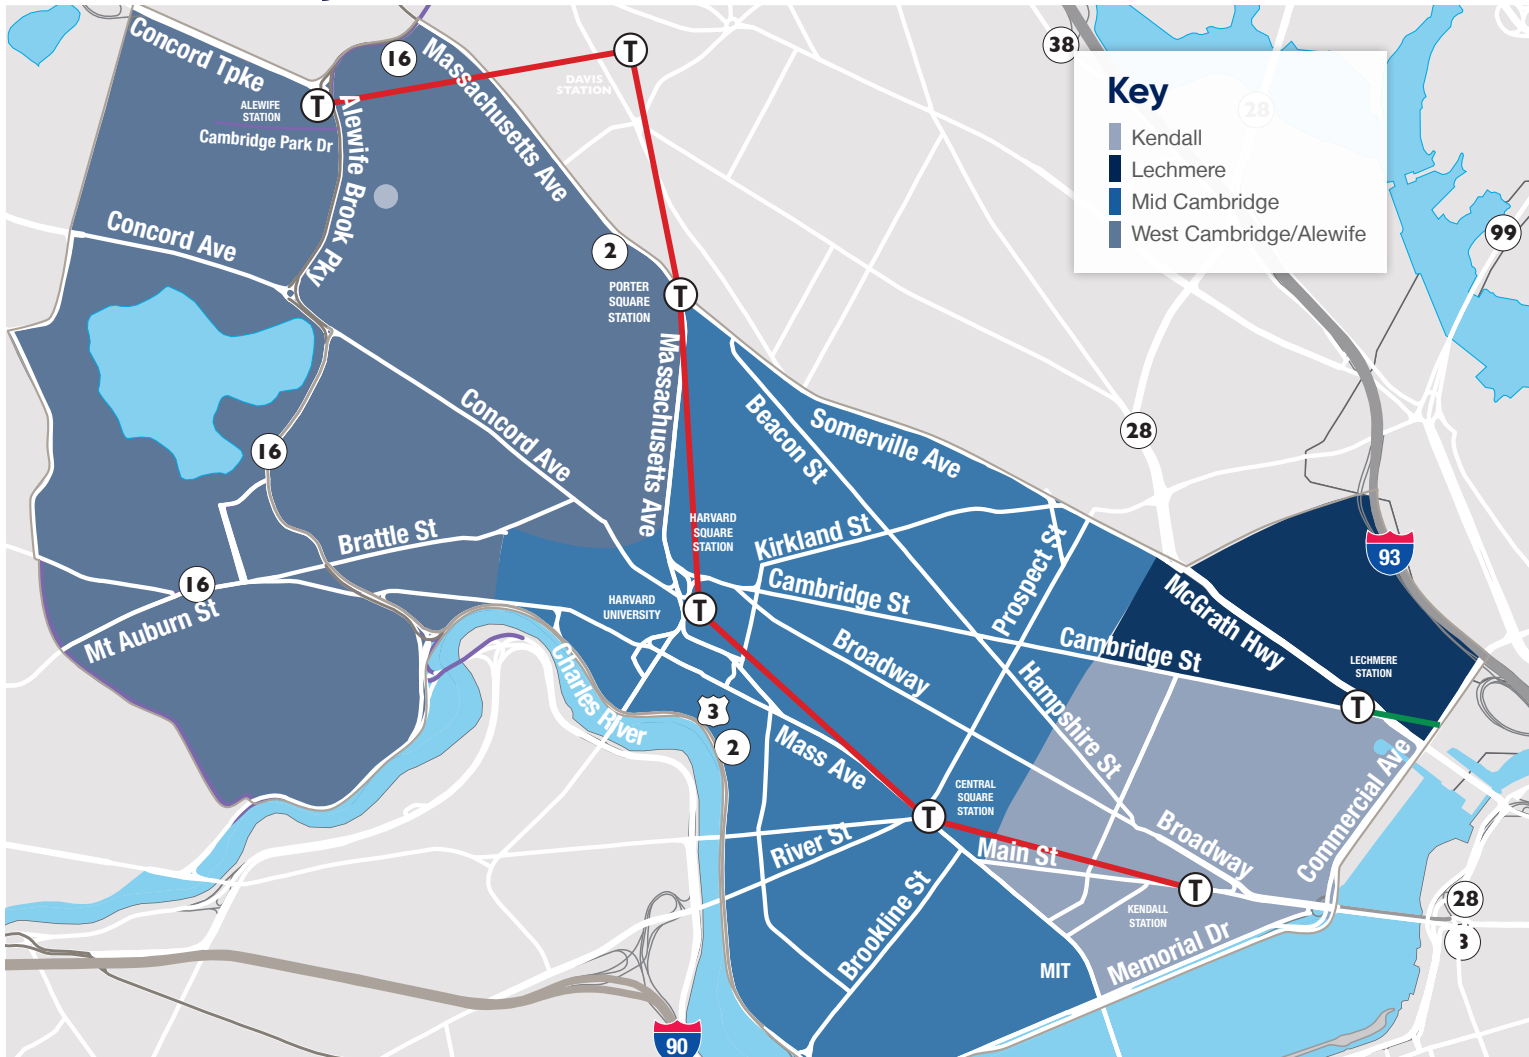 38
Key
28
Kendall
Lechmere
Mid Cambridge
West Cambridge/Alewife
99
Concord Tpke
16
Massachusetts Ave
T
DAVIS
STATION
T
ALEWIFE
STATION
Cambridge Park Dr
Alewife Brook Pky
Concord Ave
2
T
PORTER
SQUARE
STATION
Massachusetts Ave
Concord Ave
Beacon St
Somerville Ave
28
16
Brattle St
HARVARD
SQUARE
STATION
Kirkland St
Prospect St
93
16
Mt Auburn St
HARVARD
UNIVERSITY
T
Cambridge St
Cambridge St
McGrath Hwy
LECHMERE
STATION
T
Charles River
3
2
Broadway
Hampshire St
Mass Ave
CENTRAL
SQUARE
STATION
T
River St
Main St
Broadway
Commercial Ave
T
KENDALL
STATION
Brookline St
MIT
Memorial Dr
28
3
90